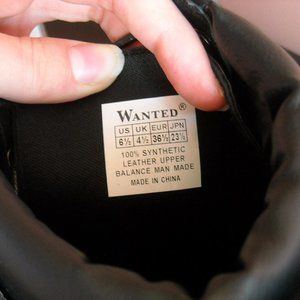 WANTED®
US UK EUR JPN
6½ 4½ 36½ 23½
100% SYNTHETIC
LEATHER UPPER
BALANCE MAN MADE
MADE IN CHINA